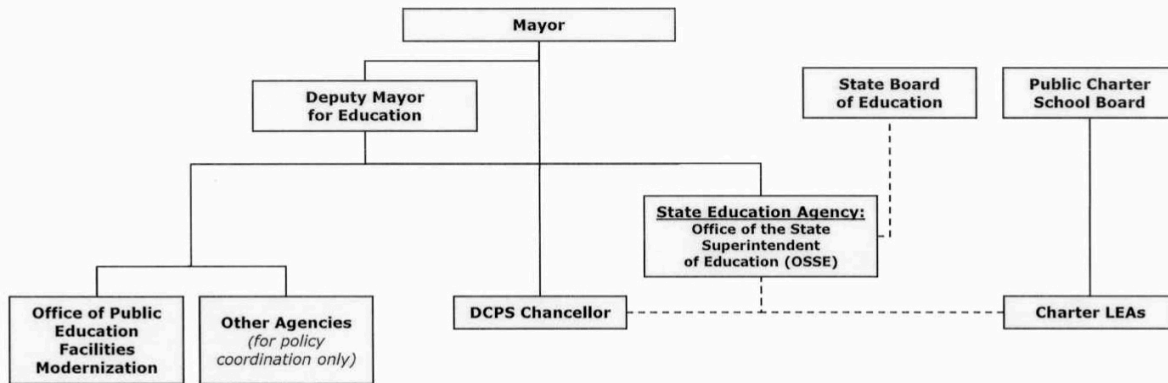 Mayor
Deputy Mayor
for Education
State Board
of Education
Public Charter
School Board
State Education Agency:
Office of the State
Superintendent
of Education (OSSE)
Office of Public
Education
Facilities
Modernization
Other Agencies
(for policy
coordination only)
DCPS Chancellor
Charter LEAs